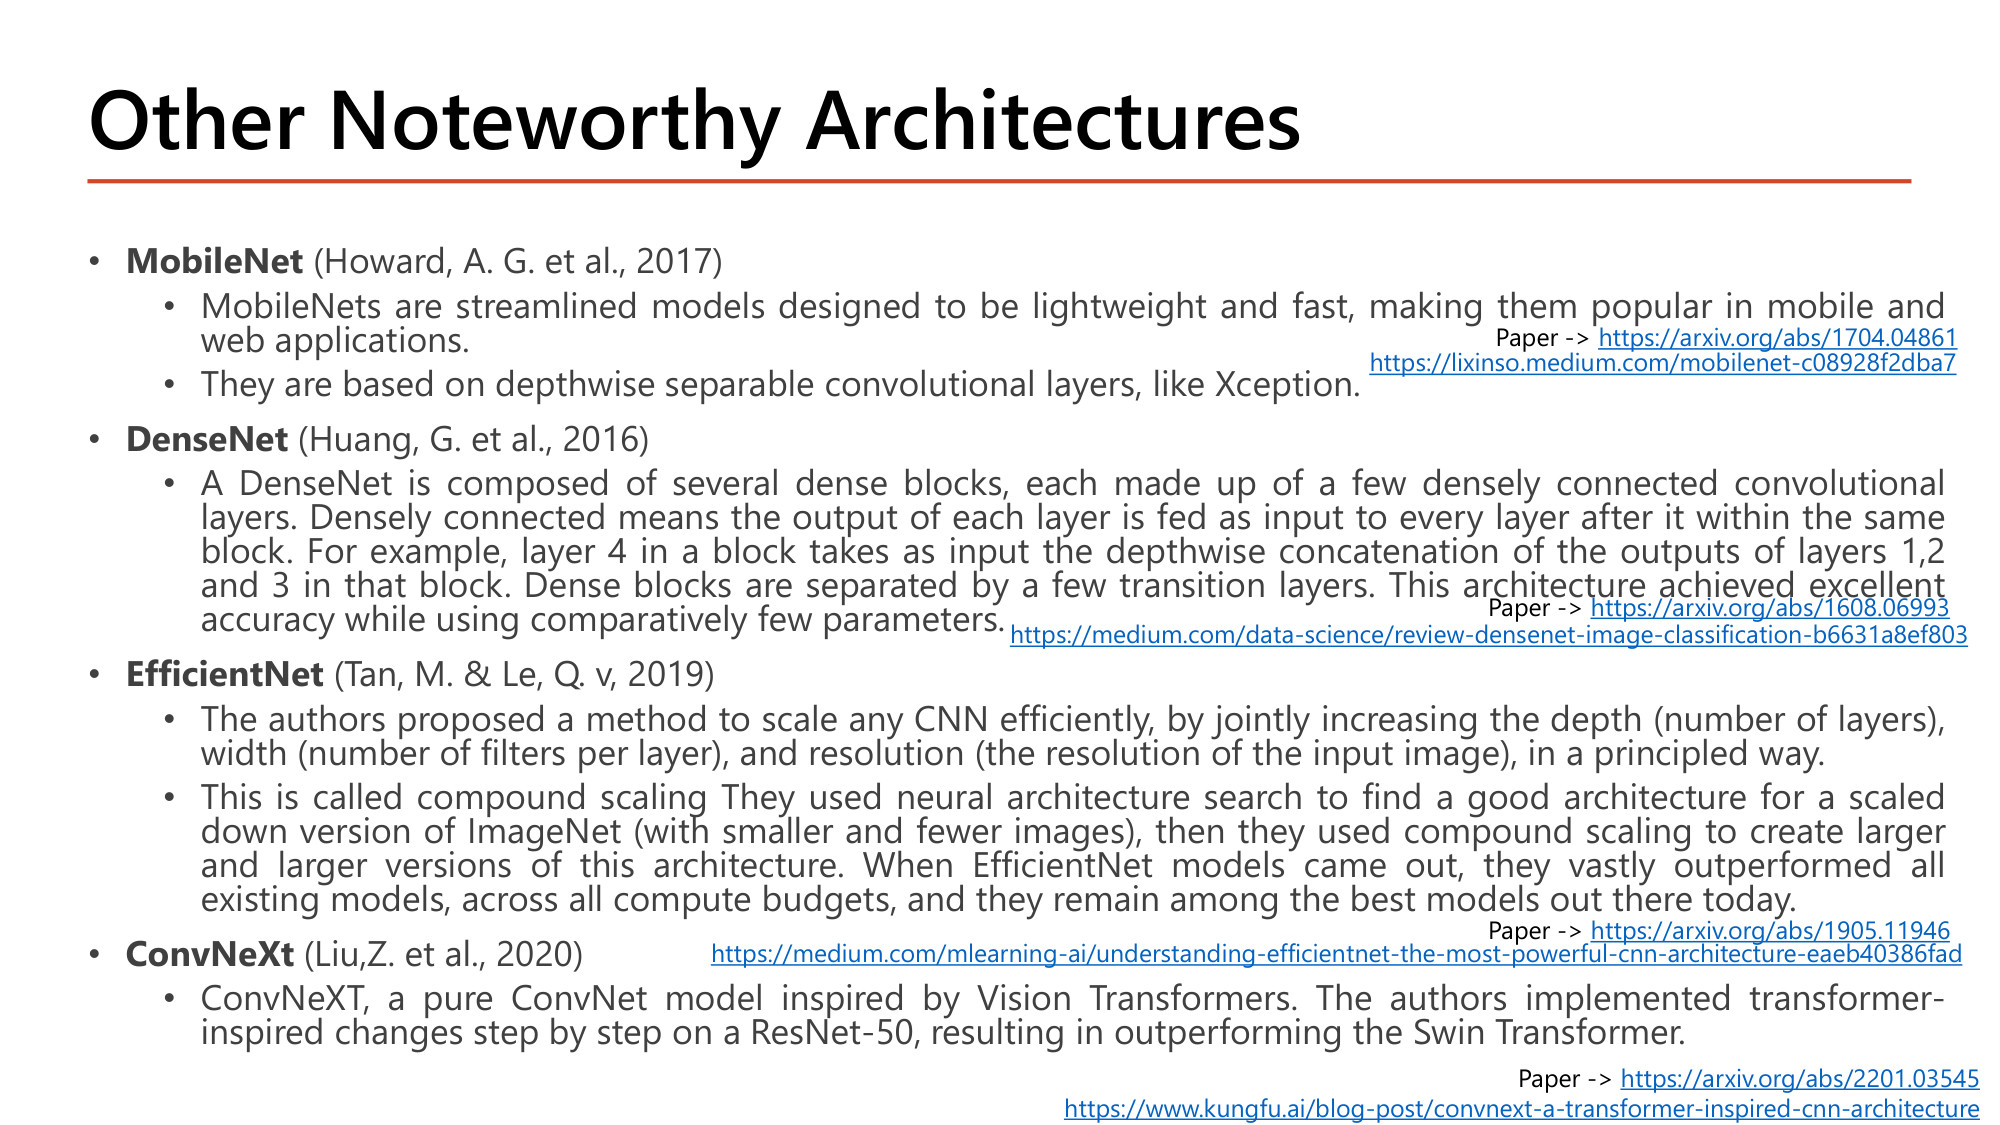 Other Noteworthy Architectures
• MobileNet (Howard, A. G. et al., 2017)
• MobileNets are streamlined models designed to be lightweight and fast, making them popular in mobile and
web applications.
Paper -> https://arxiv.org/abs/1704.04861
https://lixinso.medium.com/mobilenet-c08928f2dba7
• They are based on depthwise separable convolutional layers, like Xception.
• DenseNet (Huang, G. et al., 2016)
• A DenseNet is composed of several dense blocks, each made up of a few densely connected convolutional
layers. Densely connected means the output of each layer is fed as input to every layer after it within the same
block. For example, layer 4 in a block takes as input the depthwise concatenation of the outputs of layers 1,2
and 3 in that block. Dense blocks are separated by a few transition layers. This architecture achieved excellent
accuracy while using comparatively few parameters.
Paper -> https://arxiv.org/abs/1608.06993
https://medium.com/data-science/review-densenet-image-classification-b6631a8ef803
• EfficientNet (Tan, M. & Le, Q. v, 2019)
• The authors proposed a method to scale any CNN efficiently, by jointly increasing the depth (number of layers),
width (number of filters per layer), and resolution (the resolution of the input image), in a principled way.
• This is called compound scaling They used neural architecture search to find a good architecture for a scaled
down version of ImageNet (with smaller and fewer images), then they used compound scaling to create larger
and larger versions of this architecture. When EfficientNet models came out, they vastly outperformed all
existing models, across all compute budgets, and they remain among the best models out there today.
Paper -> https://arxiv.org/abs/1905.11946
https://medium.com/mlearning-ai/understanding-efficientnet-the-most-powerful-cnn-architecture-eaeb40386fad
• ConvNeXt (Liu,Z. et al., 2020)
• ConvNeXT, a pure ConvNet model inspired by Vision Transformers. The authors implemented transformer-
inspired changes step by step on a ResNet-50, resulting in outperforming the Swin Transformer.
Paper -> https://arxiv.org/abs/2201.03545
https://www.kungfu.ai/blog-post/convnext-a-transformer-inspired-cnn-architecture